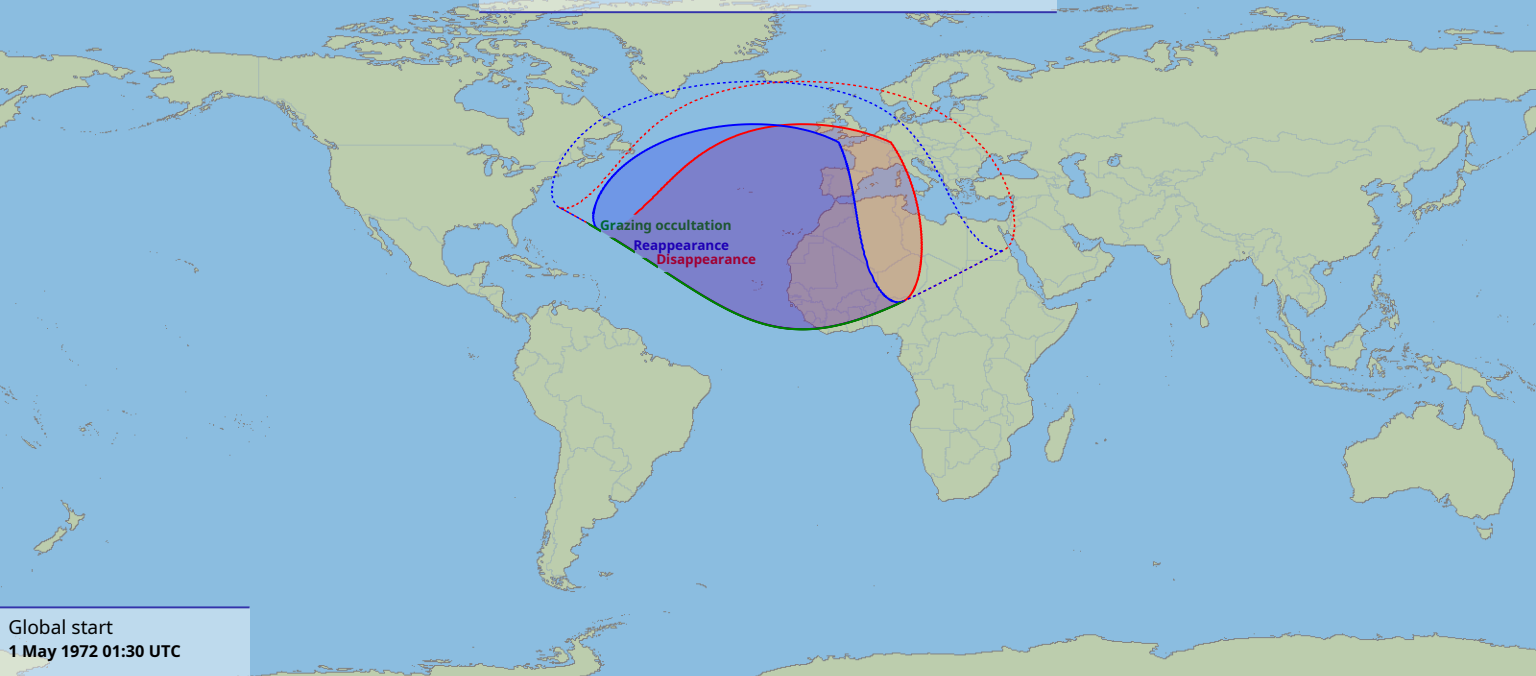 Grazing occultation
Reappearance
Disappearance
Global start
1 May 1972 01:30 UTC